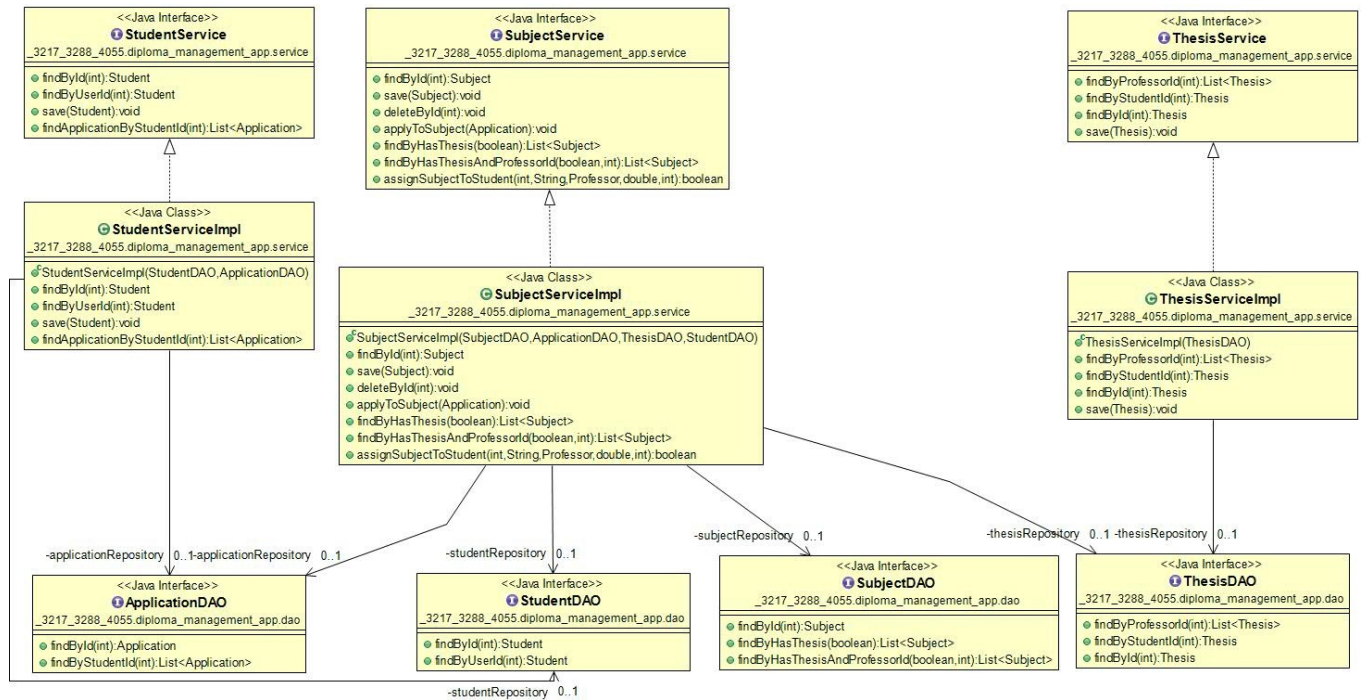 <<Java Interface>>
StudentService
_3217_3288_4055.diploma_management_app.service
findById(int):Student
findByUserId(int):Student
save(Student):void
findApplicationByStudentId(int):List<Application>
<<Java Interface>>
SubjectService
_3217_3288_4055.diploma_management_app.service
findById(int):Subject
save(Subject):void
deleteById(int):void
applyToSubject(Application):void
findByHasThesis(boolean):List<Subject>
findByHasThesisAndProfessorId(boolean,int):List<Subject>
assignSubjectToStudent(int,String,Professor,double,int):boolean
<<Java Interface>>
ThesisService
_3217_3288_4055.diploma_management_app.service
findByProfessorId(int):List<Thesis>
findByStudentId(int):Thesis
findById(int):Thesis
save(Thesis):void
<<Java Class>>
StudentServiceImpl
_3217_3288_4055.diploma_management_app.service
StudentServiceImpl(StudentDAO,ApplicationDAO)
findById(int):Student
findByUserId(int):Student
save(Student):void
findApplicationByStudentId(int):List<Application>
<<Java Class>>
SubjectServiceImpl
_3217_3288_4055.diploma_management_app.service
SubjectServiceImpl(SubjectDAO,ApplicationDAO,ThesisDAO,StudentDAO)
findById(int):Subject
save(Subject):void
deleteById(int):void
applyToSubject(Application):void
findByHasThesis(boolean):List<Subject>
findByHasThesisAndProfessorId(boolean,int):List<Subject>
assignSubjectToStudent(int,String,Professor,double,int):boolean
<<Java Class>>
ThesisServiceImpl
_3217_3288_4055.diploma_management_app.service
ThesisServiceImpl(ThesisDAO)
findByProfessorId(int):List<Thesis>
findByStudentId(int):Thesis
findById(int):Thesis
save(Thesis):void
-applicationRepository 0..1
-applicationRepository 0..1
-studentRepository 0..1
-subjectRepository 0..1
-thesisRepository 0..1
-thesisRepository 0..1
<<Java Interface>>
ApplicationDAO
_3217_3288_4055.diploma_management_app.dao
findById(int):Application
findByStudentId(int):List<Application>
<<Java Interface>>
StudentDAO
_3217_3288_4055.diploma_management_app.dao
findById(int):Student
findByUserId(int):Student
<<Java Interface>>
SubjectDAO
_3217_3288_4055.diploma_management_app.dao
findById(int):Subject
findByHasThesis(boolean):List<Subject>
findByHasThesisAndProfessorId(boolean,int):List<Subject>
<<Java Interface>>
ThesisDAO
_3217_3288_4055.diploma_management_app.dao
findByProfessorId(int):List<Thesis>
findByStudentId(int):Thesis
findById(int):Thesis
-studentRepository 0..1